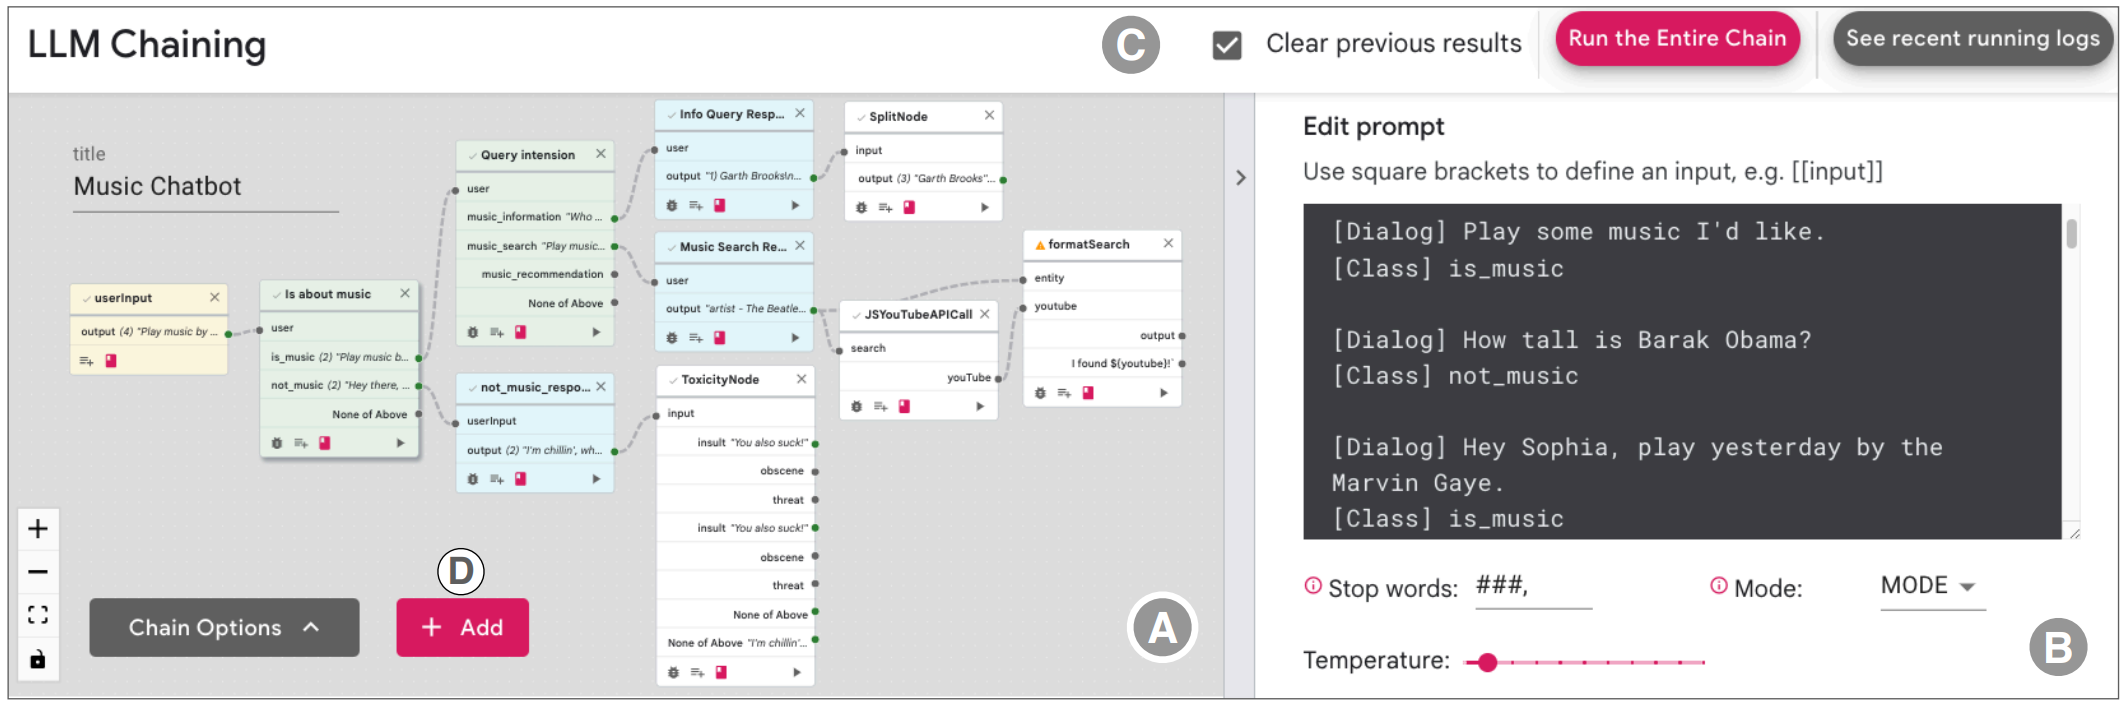 LLM Chaining
C
Clear previous results
Run the Entire Chain
See recent running logs
title
Music Chatbot
userInput
output (4) "Play music by ...
Is about music
user
is_music (2) "Play music b...
not_music (2) "Hey there, ...
None of Above
Query intension
user
music_information "Who ...
music_search "Play music...
music_recommendation
None of Above
not_music_respo...
userInput
output (2) "I'm chillin', wh...
Info Query Resp...
user
output "1) Garth Brooks\n...
SplitNode
input
output (3) "Garth Brooks"...
Music Search Re...
user
output "artist - The Beatle...
ToxicityNode
input
insult "You also suck!"
obscene
threat
insult "You also suck!"
obscene
threat
None of Above
None of Above "I'm chillin'...
JSYouTubeAPICall
search
youTube
formatSearch
entity
youtube
output
I found ${youtube}!`
D
Chain Options
+ Add
A
Edit prompt
Use square brackets to define an input, e.g. [[input]]
[Dialog] Play some music I'd like.
[Class] is_music
[Dialog] How tall is Barak Obama?
[Class] not_music
[Dialog] Hey Sophia, play yesterday by the
Marvin Gaye.
[Class] is_music
Stop words: ###,
Mode: MODE
Temperature:
B